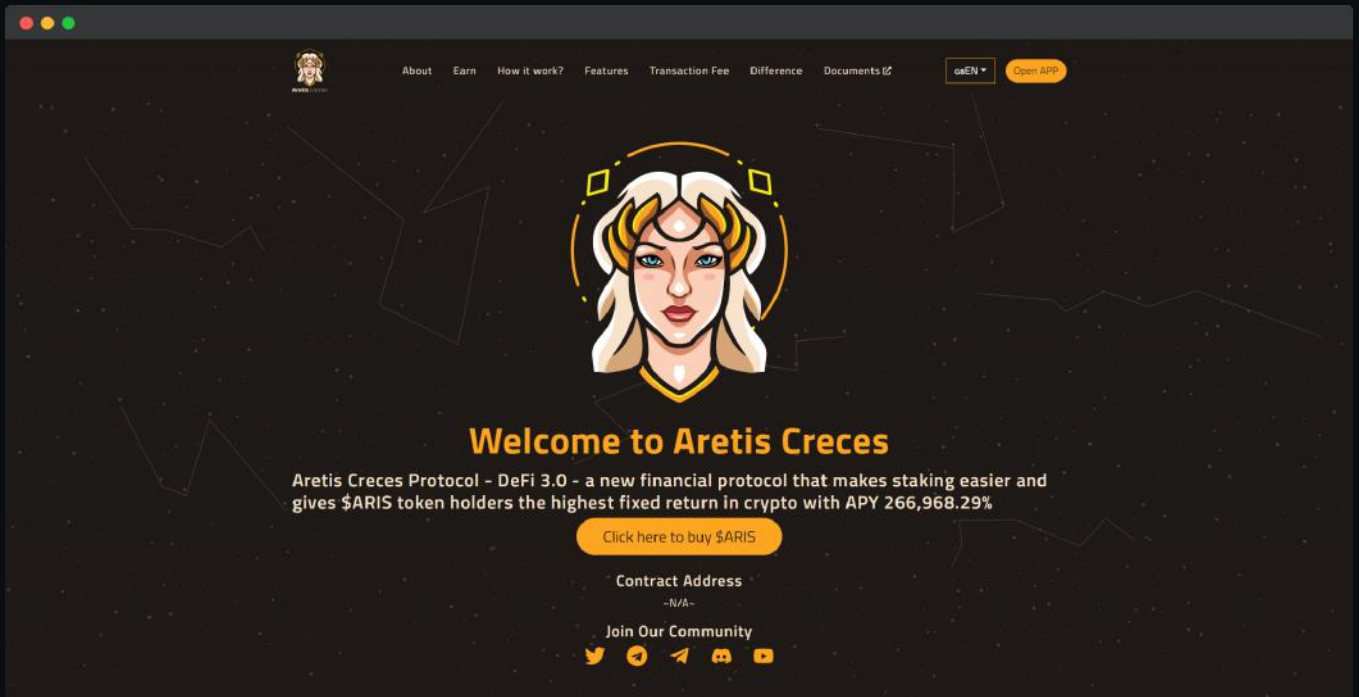 About Earn How it work? Features Transaction Fee Difference Documents
GBEN
Open APP
Welcome to Aretis Creces
Aretis Creces Protocol - DeFi 3.0 - a new financial protocol that makes staking easier and
gives $ARIS token holders the highest fixed return in crypto with APY 266,968.29%
Click here to buy $ARIS
Contract Address
~N/A~
Join Our Community